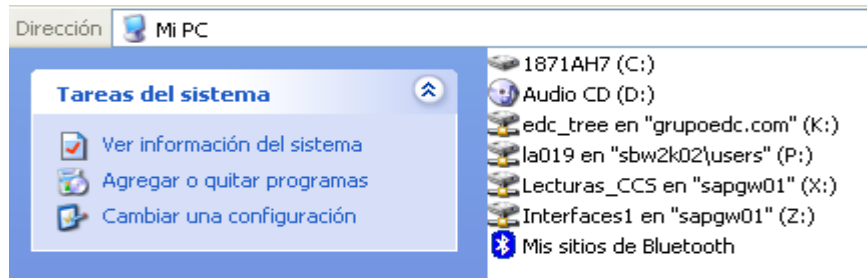 Dirección Mi PC
Tareas del sistema
Ver información del sistema
Agregar o quitar programas
Cambiar una configuración
1871AH7 (C:)
Audio CD (D:)
edc_tree en "grupoedc.com" (K:)
la019 en "sbw2k02\users" (P:)
Lecturas_CCS en "sapgw01" (X:)
Interfaces1 en "sapgw01" (Z:)
Mis sitios de Bluetooth